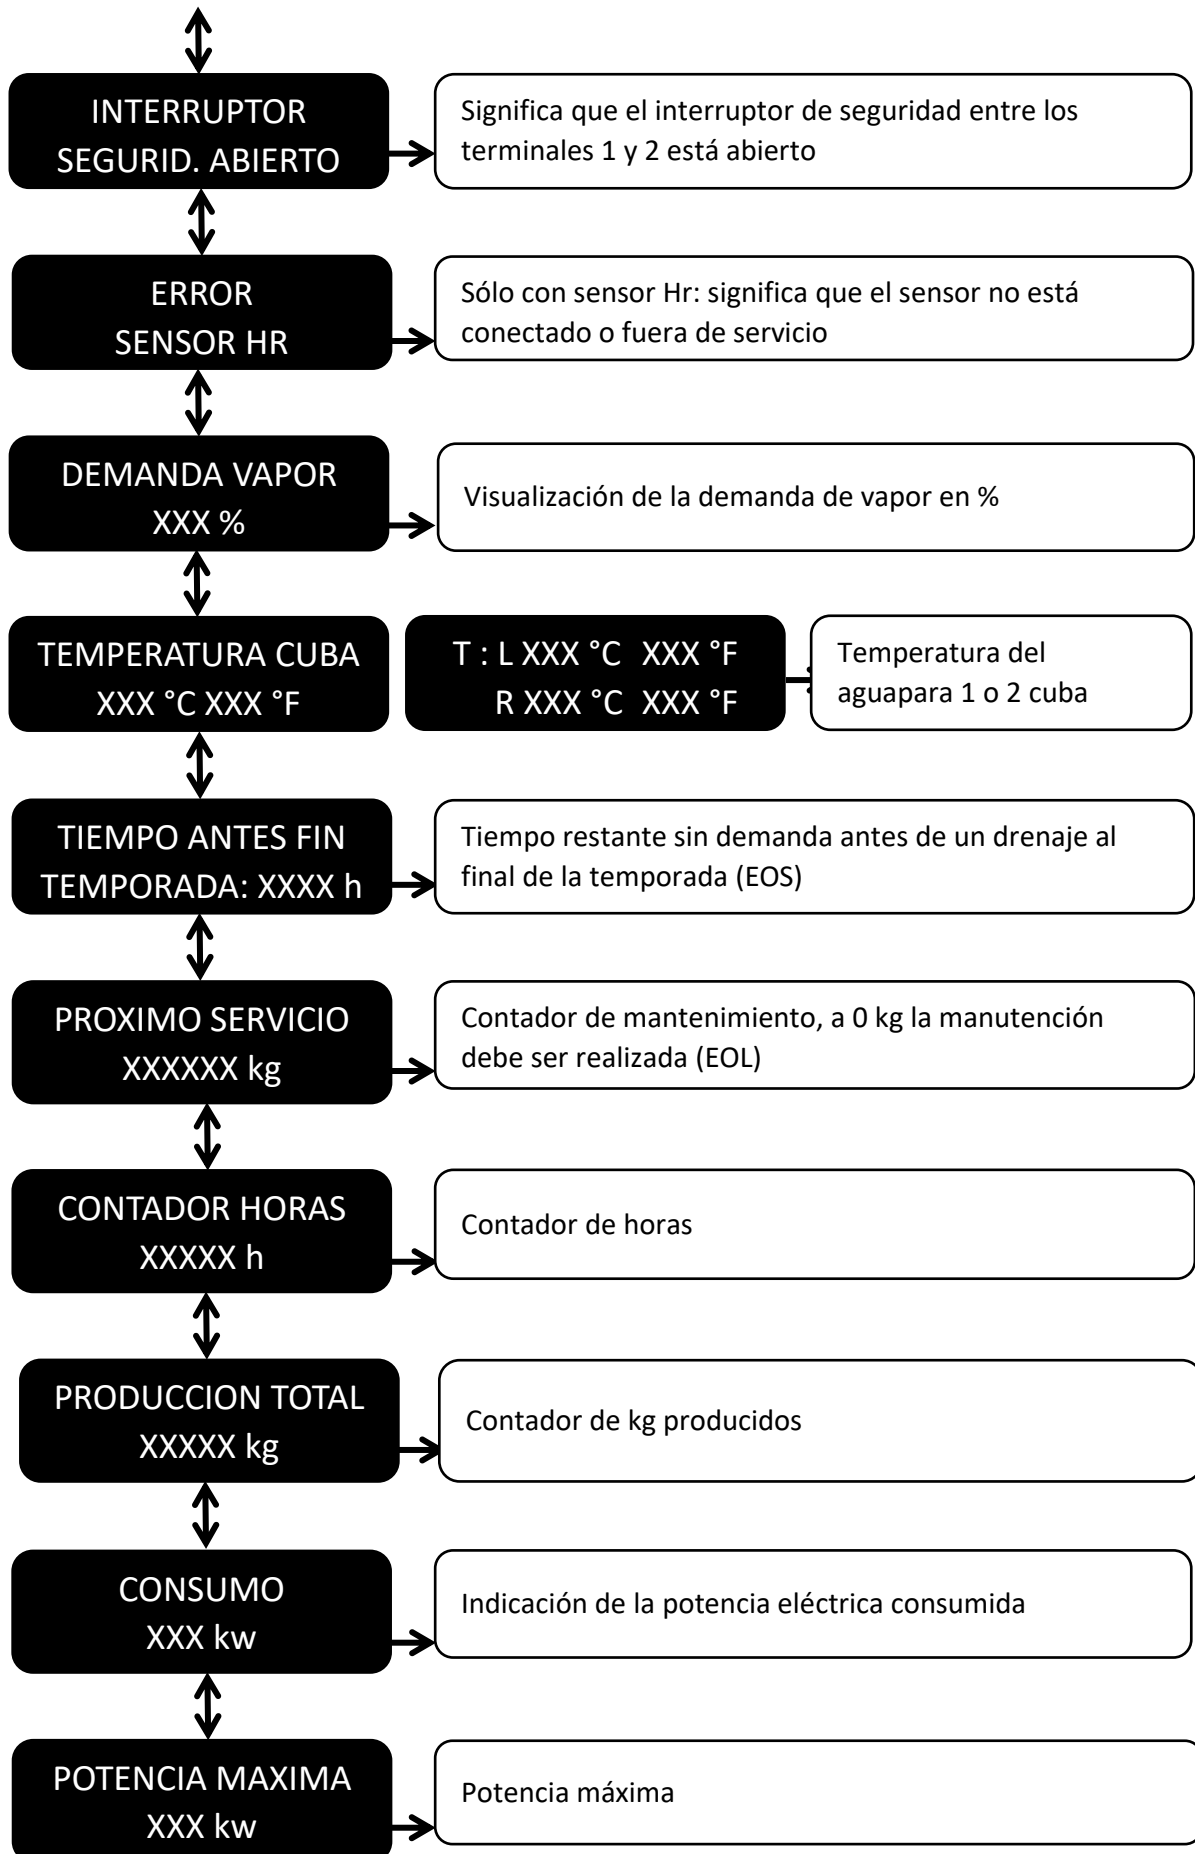 INTERRUPTOR
SEGURID. ABIERTO
Significa que el interruptor de seguridad entre los
terminales 1 y 2 está abierto
ERROR
SENSOR HR
Sólo con sensor Hr: significa que el sensor no está
conectado o fuera de servicio
DEMANDA VAPOR
XXX %
Visualización de la demanda de vapor en %
TEMPERATURA CUBA
XXX °C XXX °F
T : L XXX °C XXX °F
R XXX °C XXX °F
Temperatura del
aguapara 1 o 2 cuba
TIEMPO ANTES FIN
TEMPORADA: XXXX h
Tiempo restante sin demanda antes de un drenaje al
final de la temporada (EOS)
PROXIMO SERVICIO
XXXXXX kg
Contador de mantenimiento, a 0 kg la manutención
debe ser realizada (EOL)
CONTADOR HORAS
XXXXX h
Contador de horas
PRODUCCION TOTAL
XXXXX kg
Contador de kg producidos
CONSUMO
XXX kw
Indicación de la potencia eléctrica consumida
POTENCIA MAXIMA
XXX kw
Potencia máxima